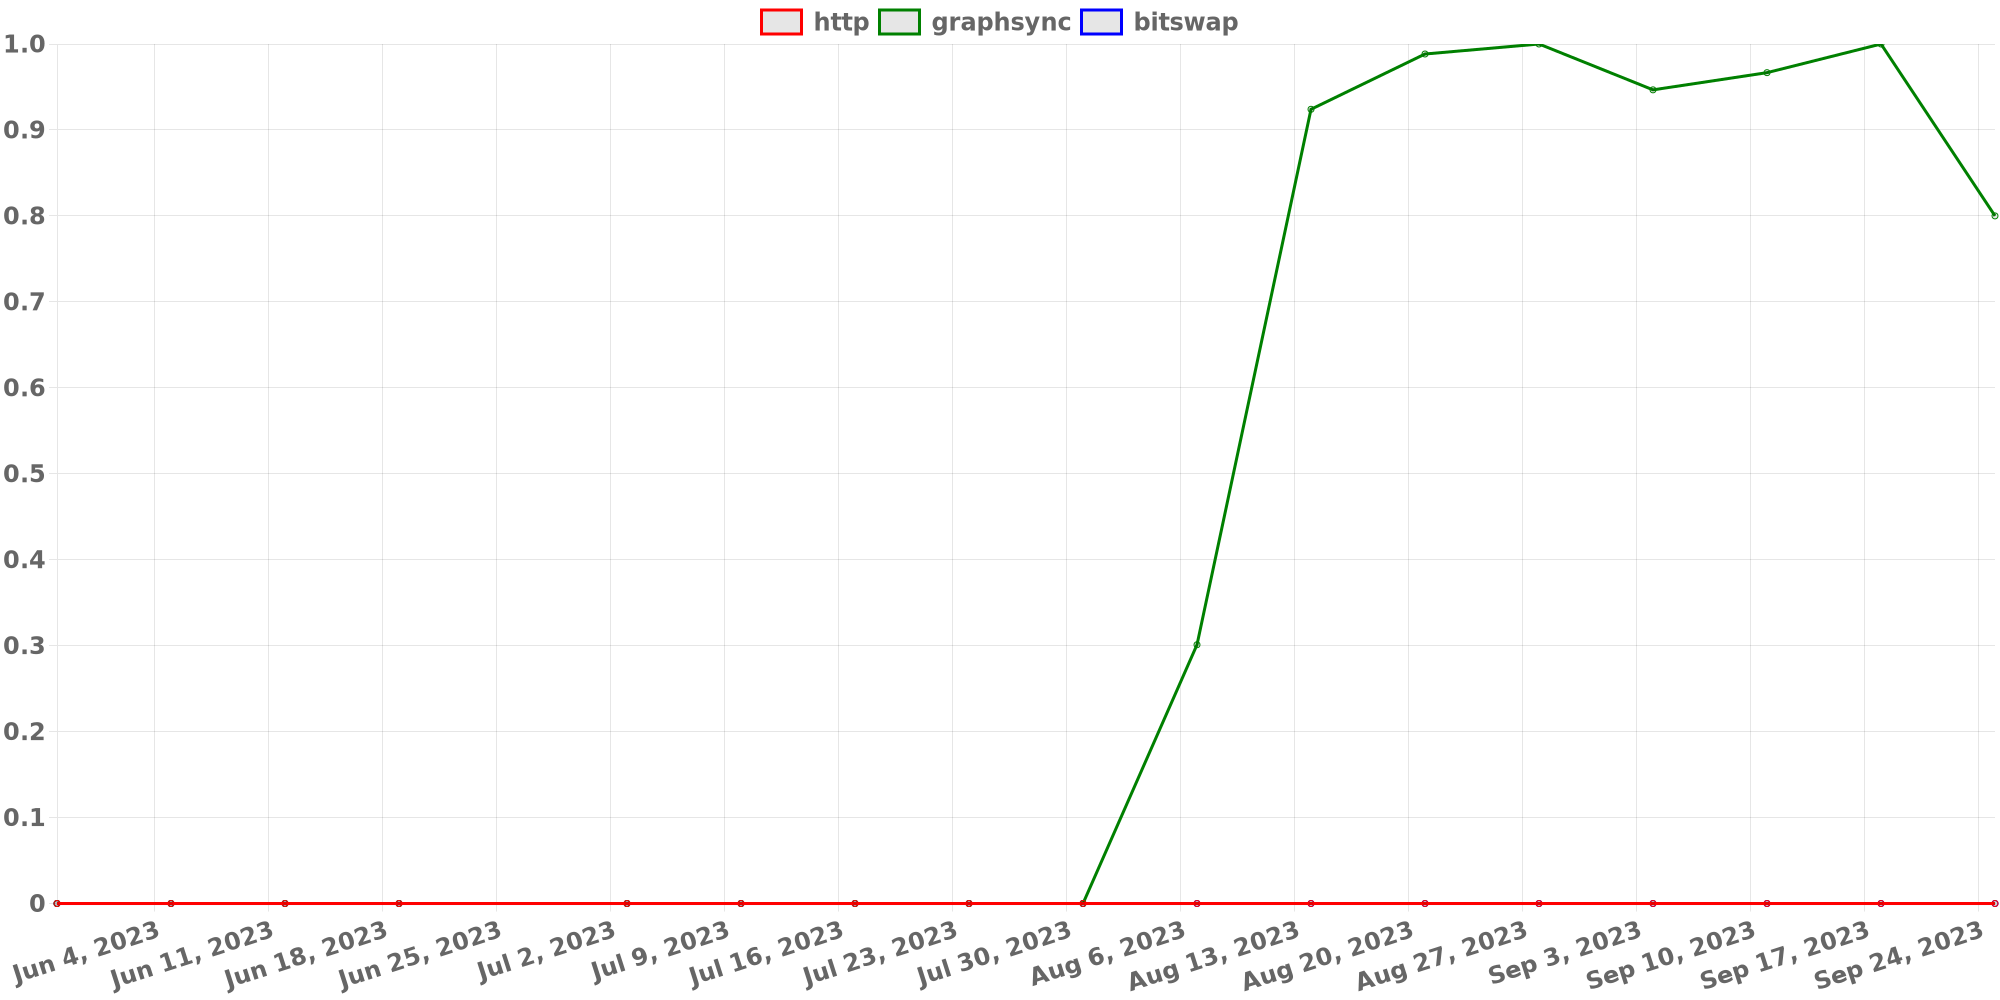 http graphsync bitswap
1.0
0.9
0.8
0.7
0.6
0.5
0.4
0.3
0.2
0.1
0
Jun 4, 2023
Jun 11, 2023
Jun 18, 2023
Jun 25, 2023
Jul 2, 2023
Jul 9, 2023
Jul 16, 2023
Jul 23, 2023
Jul 30, 2023
Aug 6, 2023
Aug 13, 2023
Aug 20, 2023
Aug 27, 2023
Sep 3, 2023
Sep 10, 2023
Sep 17, 2023
Sep 24, 2023